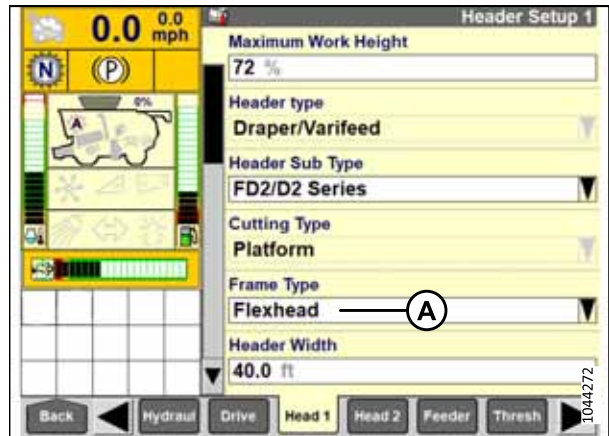 0.0 0.0 mph
N (P)
A 0%
Header Setup 1
Maximum Work Height
72 %
Header type
Draper/Varifeed
Header Sub Type
FD2/D2 Series
Cutting Type
Platform
Frame Type
Flexhead
A
Header Width
40.0 ft
1044272
Back Hydraul Drive Head 1 Head 2 Feeder Thresh